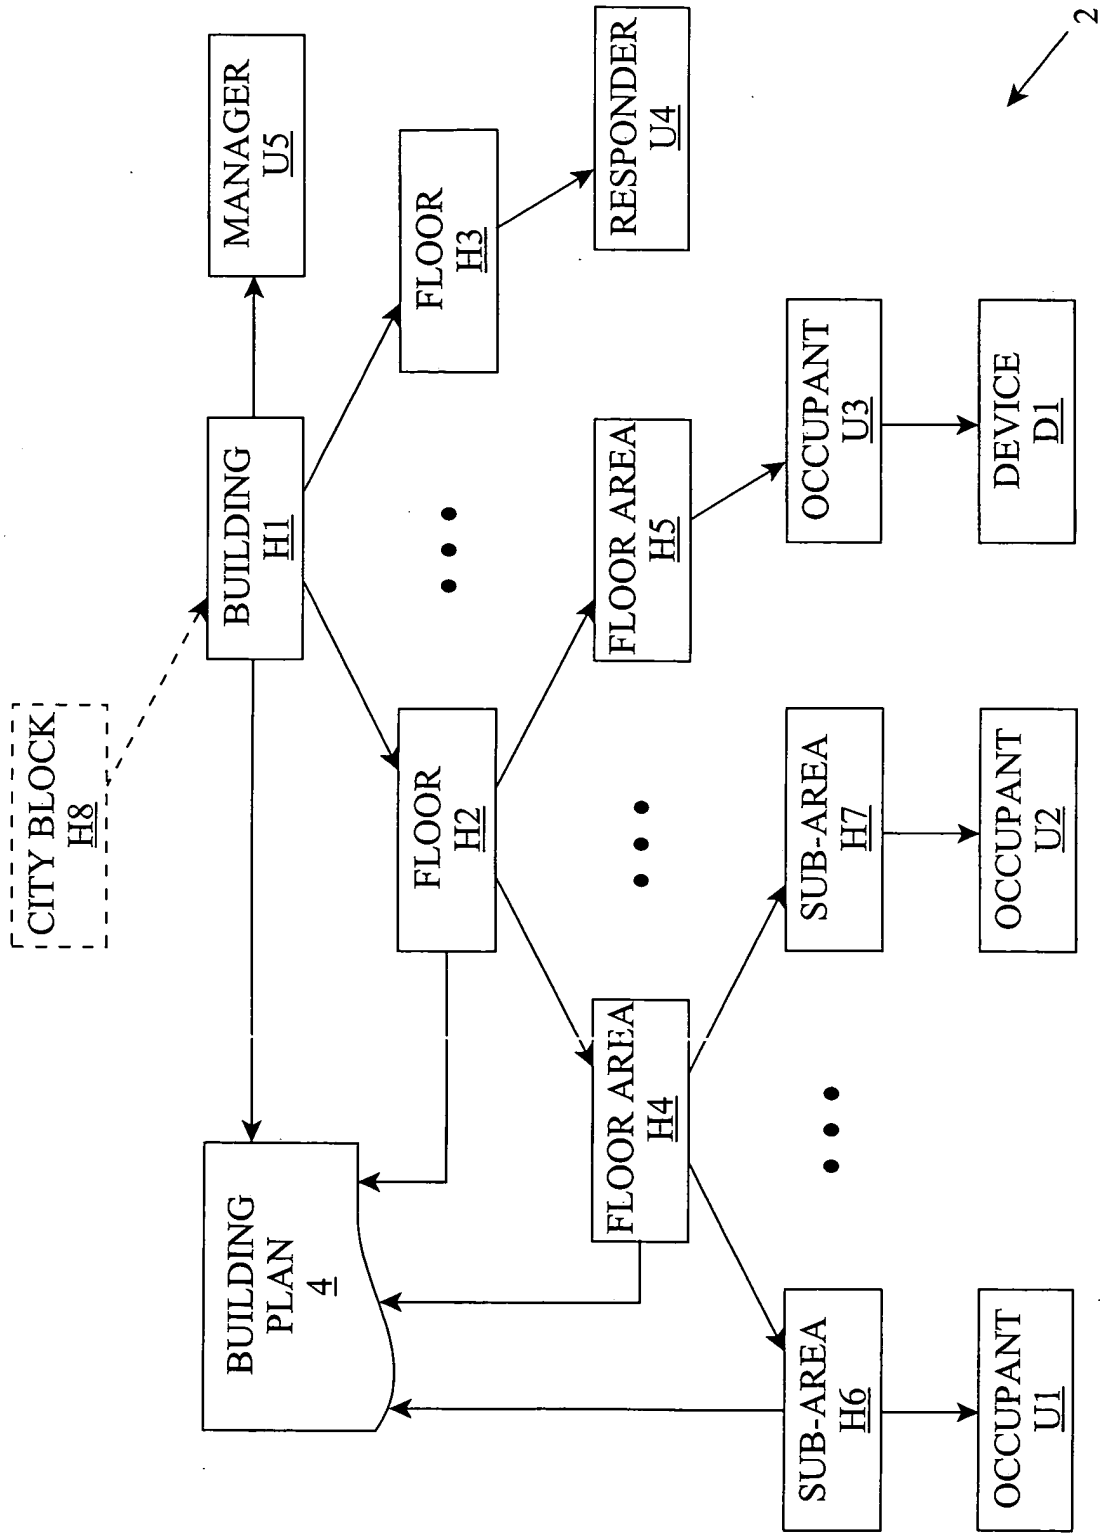 CITY BLOCK
H8
BUILDING
PLAN
4
BUILDING
H1
MANAGER
U5
FLOOR
H2
FLOOR
H3
FLOOR AREA
H4
FLOOR AREA
H5
RESPONDER
U4
SUB-AREA
H6
SUB-AREA
H7
OCCUPANT
U3
OCCUPANT
U1
OCCUPANT
U2
DEVICE
D1
2